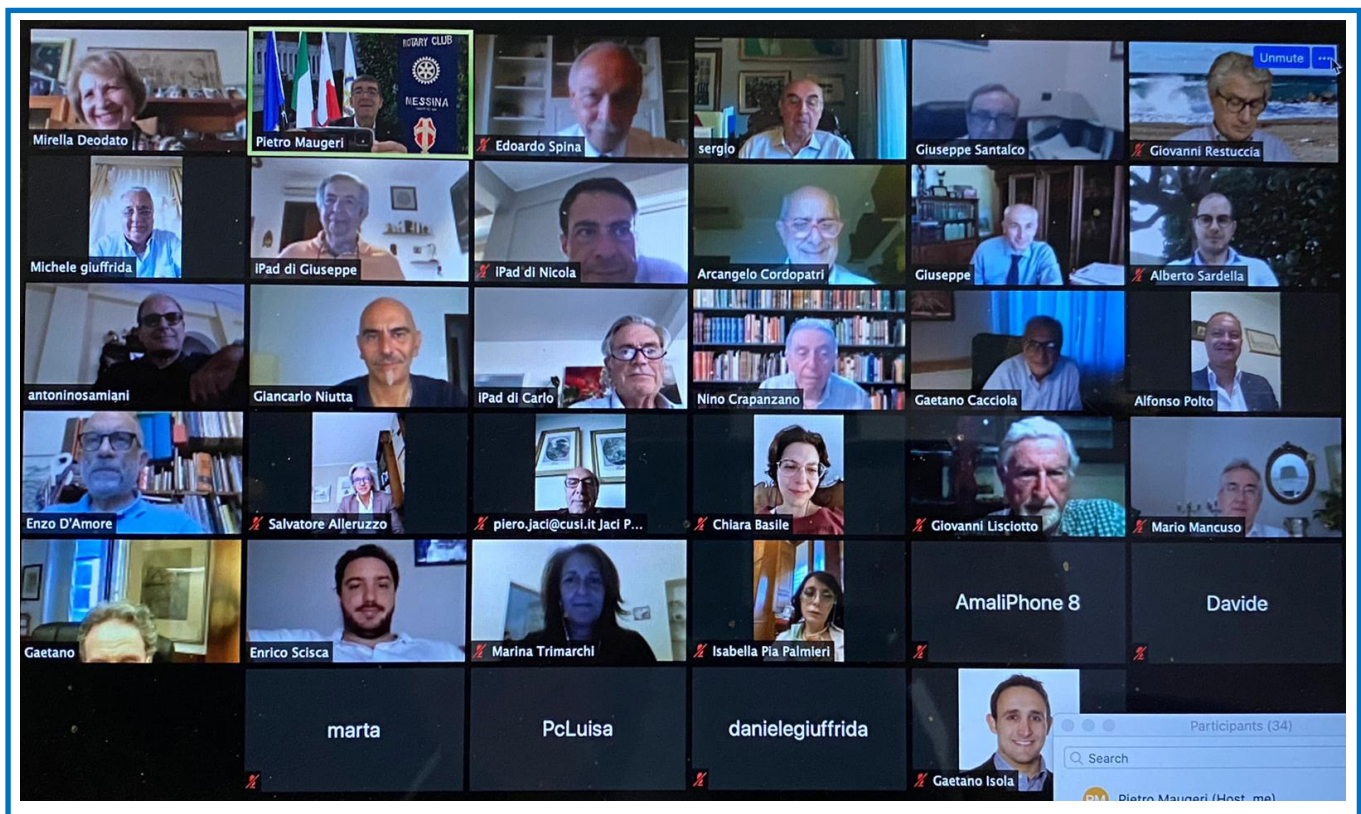 ROTARY CLUB
MESSINA
Unmute
Mirella Deodato
Pietro Maugeri
Edoardo Spina
sergio
Giuseppe Santalco
Giovanni Restuccia
Michele giuffrida
iPad di Giuseppe
iPad di Nicola
Arcangelo Cordopatri
Giuseppe
Alberto Sardella
antoninosamiani
Giancarlo Niutta
iPad di Carlo
Nino Crapanzano
Gaetano Cacciola
Alfonso Polto
Enzo D'Amore
Salvatore Alleruzzo
piero.jaci@cusi.it Jaci P...
Chiara Basile
Giovanni Lisciotto
Mario Mancuso
Gaetano
Enrico Scisca
Marina Trimarchi
Isabella Pia Palmieri
AmaliPhone 8
Davide
marta
PcLuisa
danielegiuffrida
Gaetano Isola
Participants (34)
Search
PM
Pietro Maugeri (Host, me)